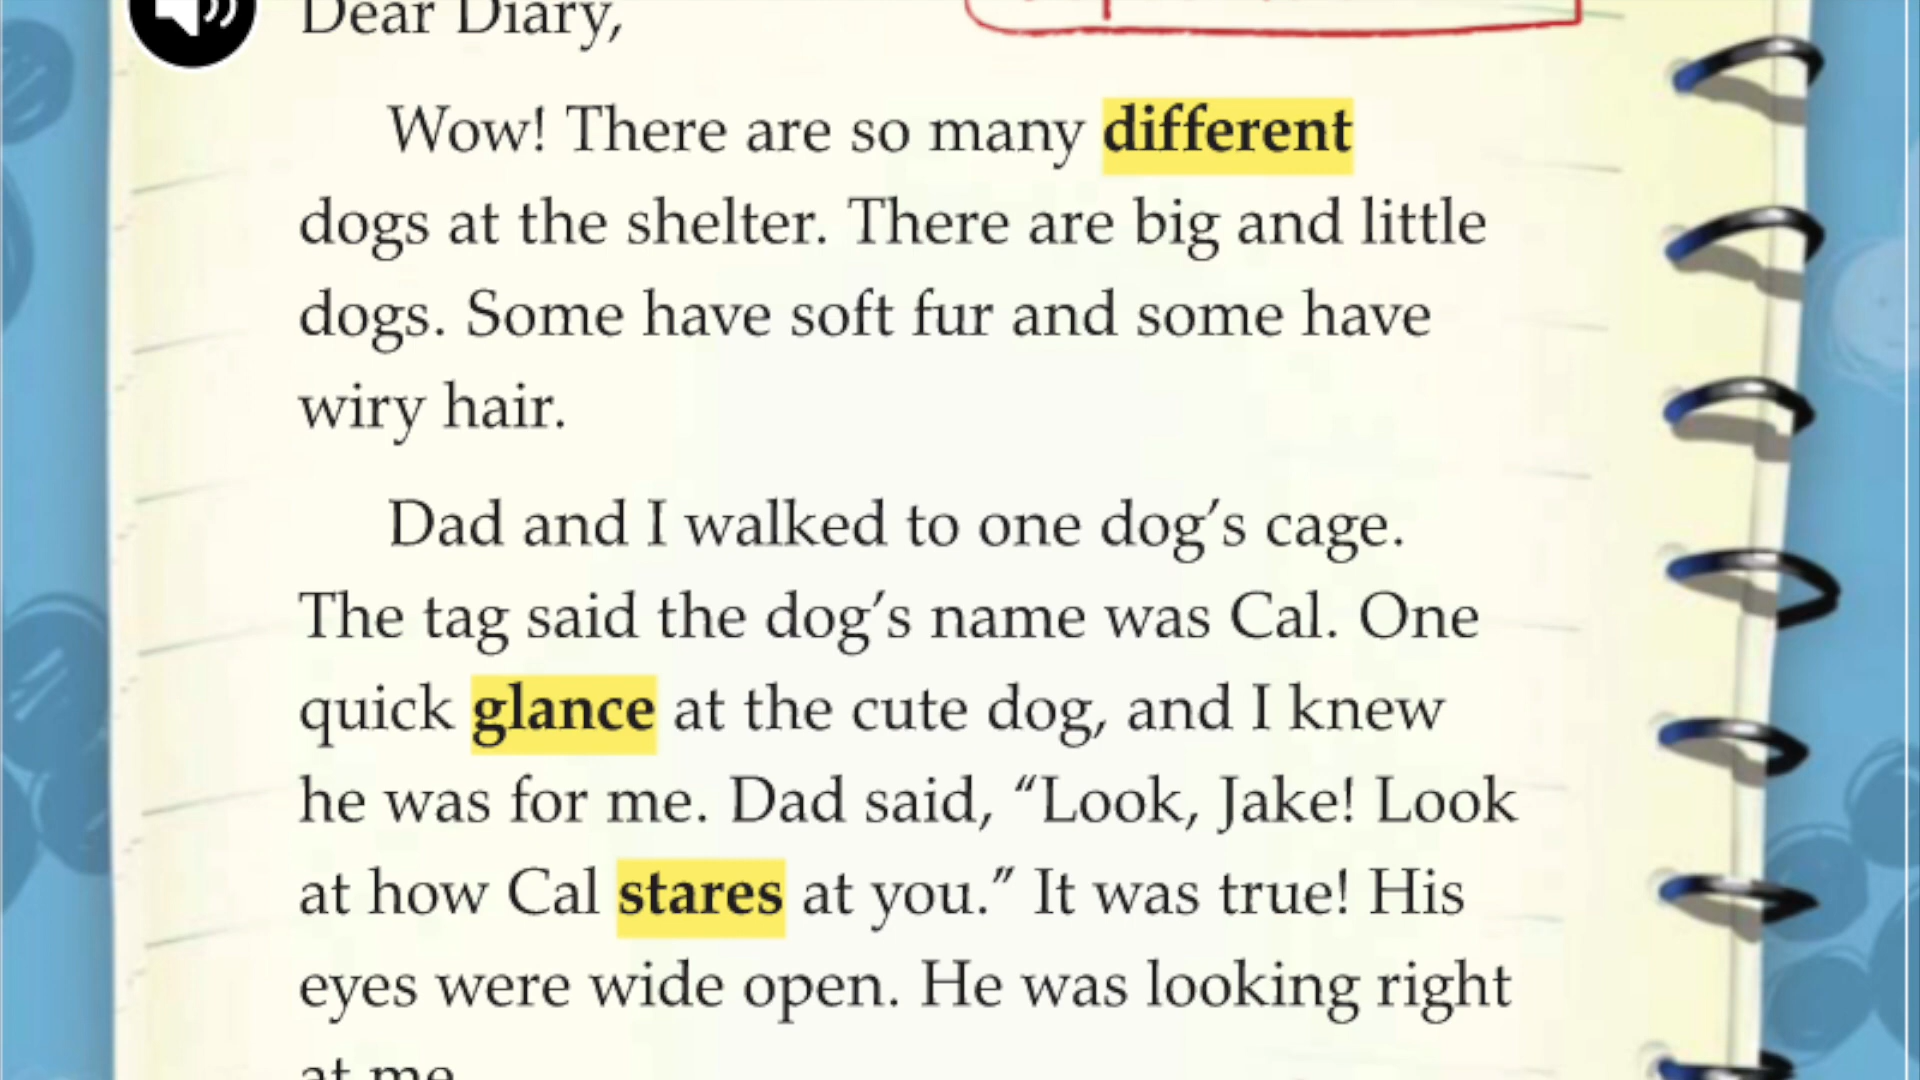 Dear Diary,
Wow! There are so many different
dogs at the shelter. There are big and little
dogs. Some have soft fur and some have
wiry hair.
Dad and I walked to one dog’s cage.
The tag said the dog’s name was Cal. One
quick glance at the cute dog, and I knew
he was for me. Dad said, “Look, Jake! Look
at how Cal stares at you.” It was true! His
eyes were wide open. He was looking right
at me.